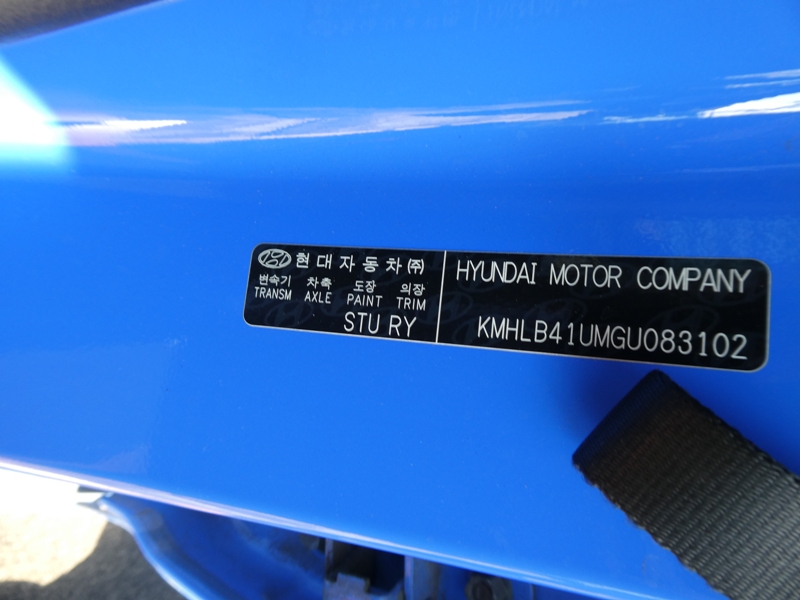 현대자동차㈜
변속기 차축 도장 의장
TRANSM AXLE PAINT TRIM
STU RY
HYUNDAI MOTOR COMPANY
KMHLB41UMGU083102